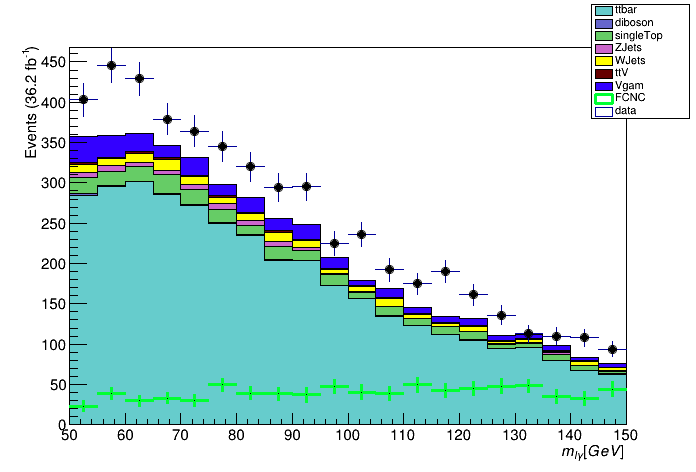 ttbar
diboson
singleTop
ZJets
WJets
ttV
Vgam
FCNC
data
Events (36.2 fb⁻¹)
450
400
350
300
250
200
150
100
50
0
50 60 70 80 90 100 110 120 130 140 150
m_{lγ}[GeV]